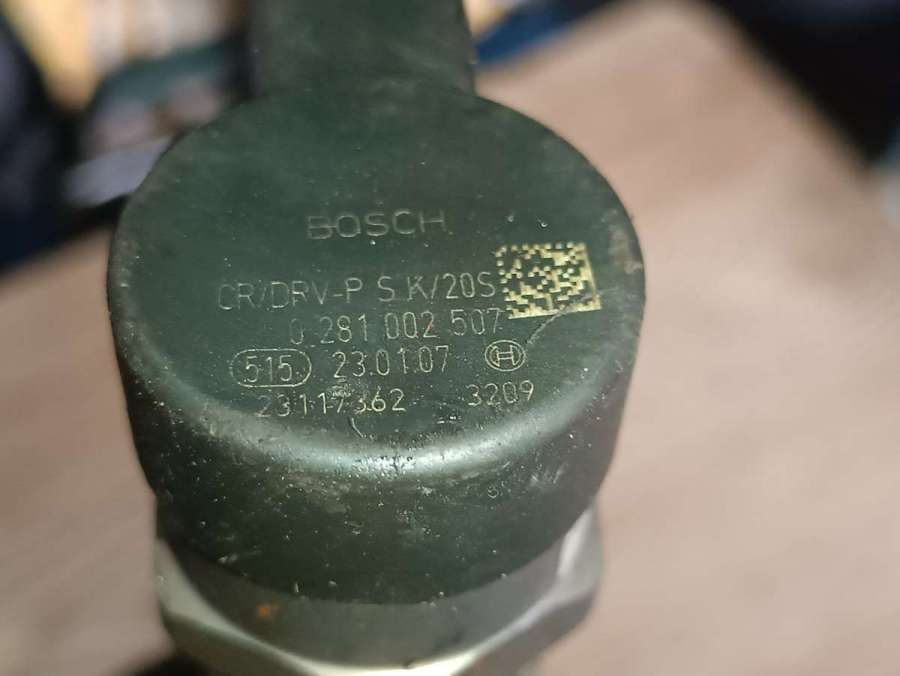 BOSCH
CR/DRV-P S K/20S
0 281 002 507
515 23.01.07
23117362 3209